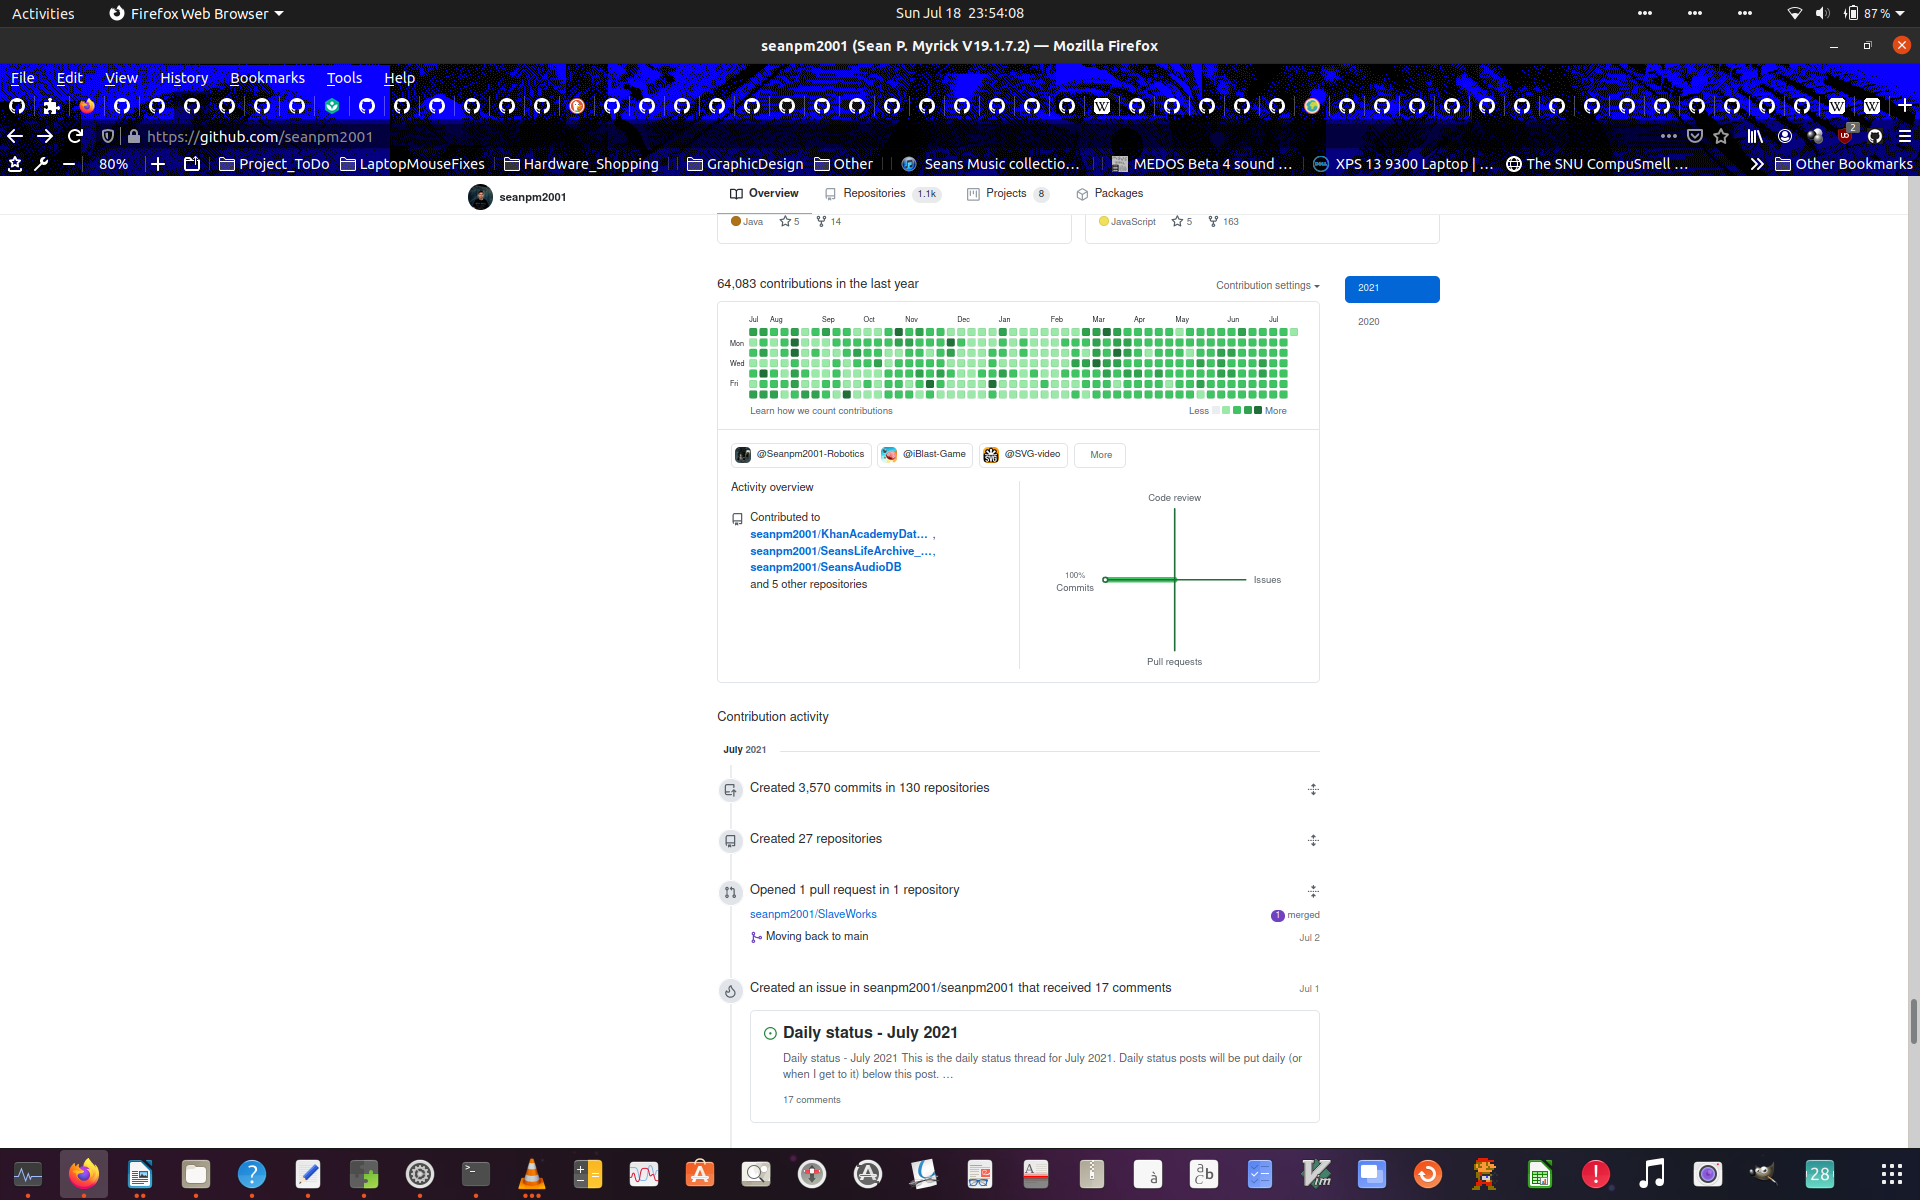 Activities
Firefox Web Browser
Sun Jul 18 23:54:08
87 %
seanpm2001 (Sean P. Myrick V19.1.7.2) — Mozilla Firefox
File Edit View History Bookmarks Tools Help
https://github.com/seanpm2001
2
80%
Project_ToDo
LaptopMouseFixes
Hardware_Shopping
GraphicDesign
Other
Seans Music collectio…
MEDOS Beta 4 sound …
XPS 13 9300 Laptop | …
The SNU CompuSmell …
Other Bookmarks
seanpm2001
Overview
Repositories 1.1k
Projects 8
Packages
Java 5 14
JavaScript 5 163
64,083 contributions in the last year
Contribution settings
2021
2020
Jul Aug Sep Oct Nov Dec Jan Feb Mar Apr May Jun Jul
Mon
Wed
Fri
Learn how we count contributions
Less More
@Seanpm2001-Robotics
@iBlast-Game
@SVG-video
More
Activity overview
Contributed to
seanpm2001/KhanAcademyDat… ,
seanpm2001/SeansLifeArchive_…,
seanpm2001/SeansAudioDB
and 5 other repositories
Code review
100%
Commits
Issues
Pull requests
Contribution activity
July 2021
Created 3,570 commits in 130 repositories
Created 27 repositories
Opened 1 pull request in 1 repository
seanpm2001/SlaveWorks
1 merged
Moving back to main
Jul 2
Created an issue in seanpm2001/seanpm2001 that received 17 comments
Jul 1
Daily status - July 2021
Daily status - July 2021 This is the daily status thread for July 2021. Daily status posts will be put daily (or
when I get to it) below this post. …
17 comments
28